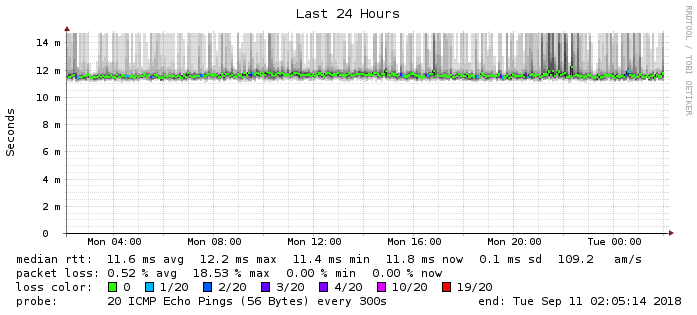 Last 24 Hours
RRDTOOL / TOBI OETIKER
Seconds
14 m
12 m
10 m
8 m
6 m
4 m
2 m
0
Mon 04:00 Mon 08:00 Mon 12:00 Mon 16:00 Mon 20:00 Tue 00:00
median rtt: 11.6 ms avg 12.2 ms max 11.4 ms min 11.8 ms now 0.1 ms sd 109.2 am/s
packet loss: 0.52 % avg 18.53 % max 0.00 % min 0.00 % now
loss color: 0 1/20 2/20 3/20 4/20 10/20 19/20
probe: 20 ICMP Echo Pings (56 Bytes) every 300s end: Tue Sep 11 02:05:14 2018